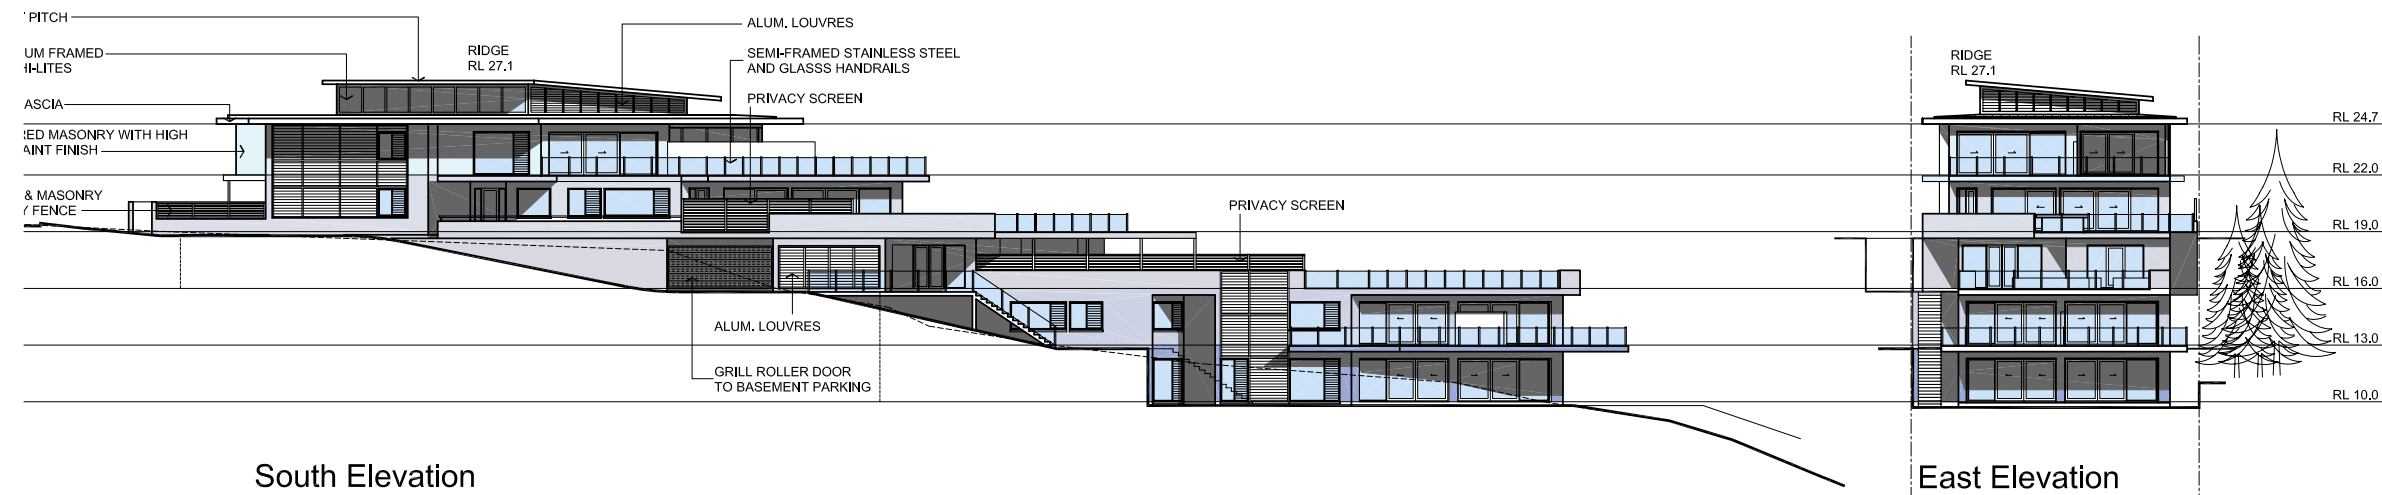 PITCH
UM FRAMED
HI-LITES
ASCIA
RED MASONRY WITH HIGH
AINT FINISH
& MASONRY
Y FENCE
RIDGE
RL 27.1
ALUM. LOUVRES
SEMI-FRAMED STAINLESS STEEL
AND GLASSS HANDRAILS
PRIVACY SCREEN
PRIVACY SCREEN
ALUM. LOUVRES
GRILL ROLLER DOOR
TO BASEMENT PARKING
RIDGE
RL 27.1
RL 24.7
RL 22.0
RL 19.0
RL 16.0
RL 13.0
RL 10.0
South Elevation
East Elevation